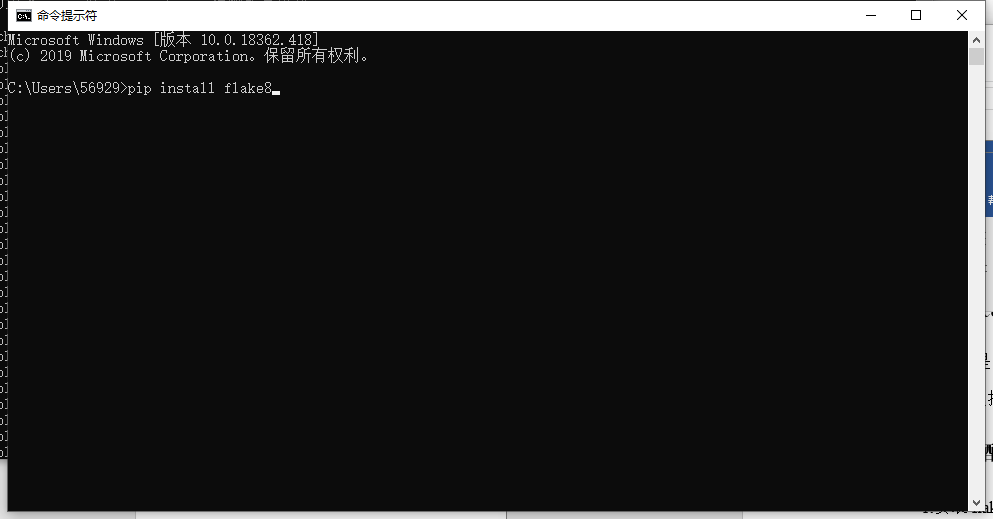 命令提示符
Microsoft Windows [版本 10.0.18362.418]
(c) 2019 Microsoft Corporation。保留所有权利。
C:\Users\56929>pip install flake8